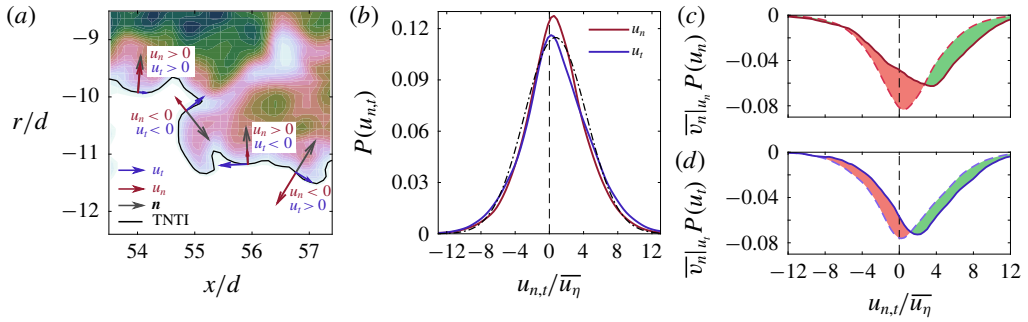 (a)
r/d
−9
−10
−11
−12
54
55
56
57
x/d
u_n > 0
u_t > 0
u_n < 0
u_t < 0
u_n > 0
u_t < 0
u_n < 0
u_t > 0
u_t
u_n
n
TNTI
(b)
P(u_{n,t})
0.12
0.09
0.06
0.03
0
−12 −8 −4 0 4 8 12
u_{n,t}/\overline{u_η}
u_n
u_t
(c)
\overline{v_n|_{u_n}} P(u_n)
0
−0.04
−0.08
(d)
\overline{v_n|_{u_t}} P(u_t)
0
−0.04
−0.08
−12 −8 −4 0 4 8 12
u_{n,t}/\overline{u_η}